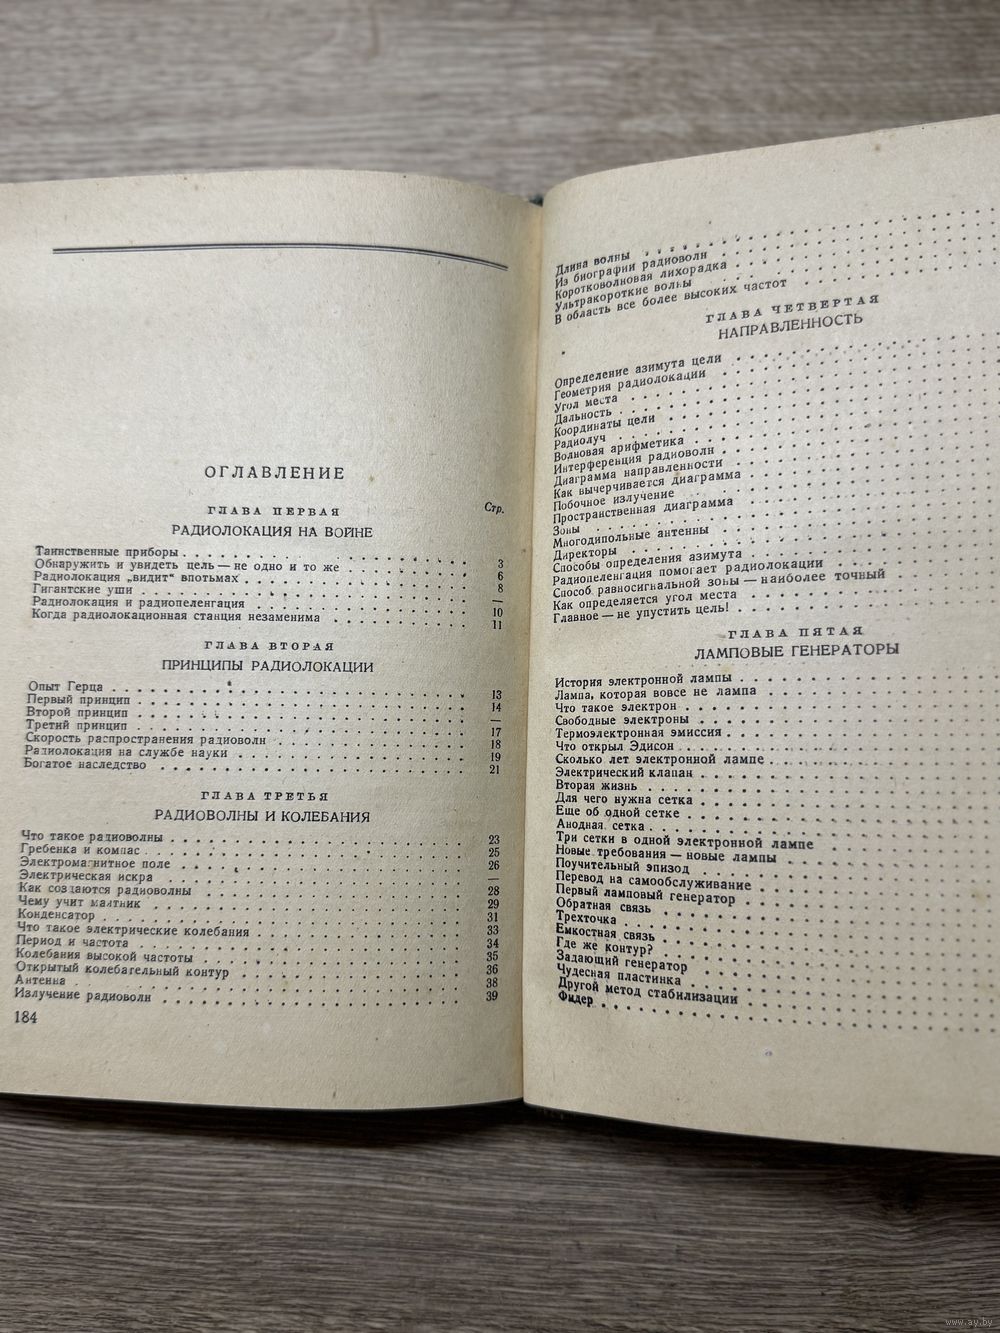 ОГЛАВЛЕНИЕ
ГЛАВА ПЕРВАЯ
Стр.
РАДИОЛОКАЦИЯ НА ВОЙНЕ
Таинственные приборы 3
Обнаружить и увидеть цель — не одно и то же 6
Радиолокация „видит“ впотьмах 8
Гигантские уши —
Радиолокация и радиопеленгация 10
Когда радиолокационная станция незаменима 11
ГЛАВА ВТОРАЯ
ПРИНЦИПЫ РАДИОЛОКАЦИИ
Опыт Герца 13
Первый принцип 14
Второй принцип —
Третий принцип 17
Скорость распространения радиоволн 18
Радиолокация на службе науки 19
Богатое наследство 21
ГЛАВА ТРЕТЬЯ
РАДИОВОЛНЫ И КОЛЕБАНИЯ
Что такое радиоволны 23
Гребенка и компас 25
Электромагнитное поле 26
Электрическая искра —
Как создаются радиоволны 28
Чему учит маятник 29
Конденсатор 31
Что такое электрические колебания 33
Период и частота 34
Колебания высокой частоты 35
Открытый колебательный контур 36
Антенна 38
Излучение радиоволн 39
184
Длина волны
Из биографии радиоволн
Коротковолновая лихорадка
Ультракороткие волны
В область все более высоких частот
ГЛАВА ЧЕТВЕРТАЯ
НАПРАВЛЕННОСТЬ
Определение азимута цели
Геометрия радиолокации
Угол места
Дальность
Координаты цели
Радиолуч
Волновая арифметика
Интерференция радиоволн
Диаграмма направленности
Как вычерчивается диаграмма
Побочное излучение
Пространственная диаграмма
Зоны
Многодипольные антенны
Директоры
Способы определения азимута
Радиопеленгация помогает радиолокации
Способ равносигнальной зоны — наиболее точный
Как определяется угол места
Главное — не упустить цель!
ГЛАВА ПЯТАЯ
ЛАМПОВЫЕ ГЕНЕРАТОРЫ
История электронной лампы
Лампа, которая вовсе не лампа
Что такое электрон
Свободные электроны
Термоэлектронная эмиссия
Что открыл Эдисон
Сколько лет электронной лампе
Электрический клапан
Вторая жизнь
Для чего нужна сетка
Еще об одной сетке
Анодная сетка
Три сетки в одной электронной лампе
Новые требования — новые лампы
Поучительный эпизод
Перевод на самообслуживание
Первый ламповый генератор
Обратная связь
Трехточка
Емкостная связь
Где же контур?
Задающий генератор
Чудесная пластинка
Другой метод стабилизации
Фидер
www.ay.by